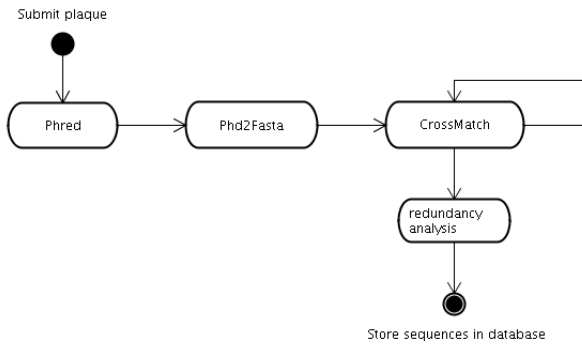 Submit plaque
Phred
Phd2Fasta
CrossMatch
redundancy
analysis
Store sequences in database